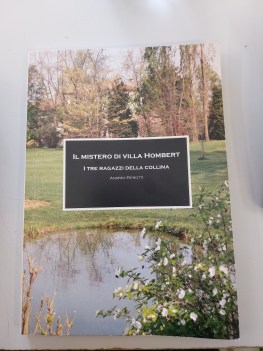 IL MISTERO DI VILLA HOMBERT
I TRE RAGAZZI DELLA COLLINA